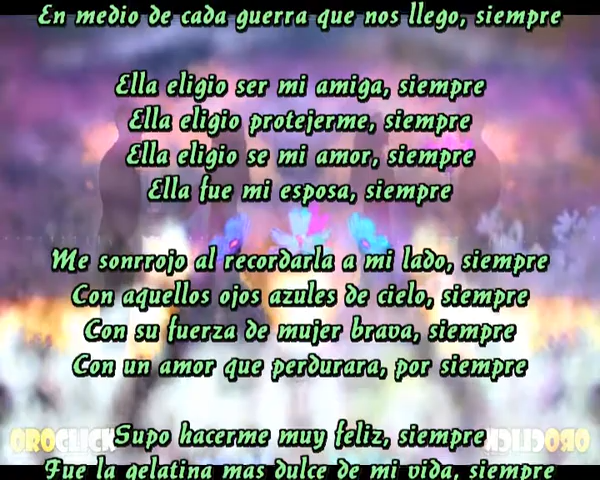 En medio de cada guerra que nos llego, siempre
Ella eligio ser mi amiga, siempre
Ella eligio protejerme, siempre
Ella eligio se mi amor, siempre
Ella fue mi esposa, siempre
Me sonrrojo al recordarla a mi lado, siempre
Con aquellos ojos azules de cielo, siempre
Con su fuerza de mujer brava, siempre
Con un amor que perdurara, por siempre
OROCLICK
Supo hacerme muy feliz, siempre
OROCLICK
Fue la gelatina mas dulce de mi vida, siempre